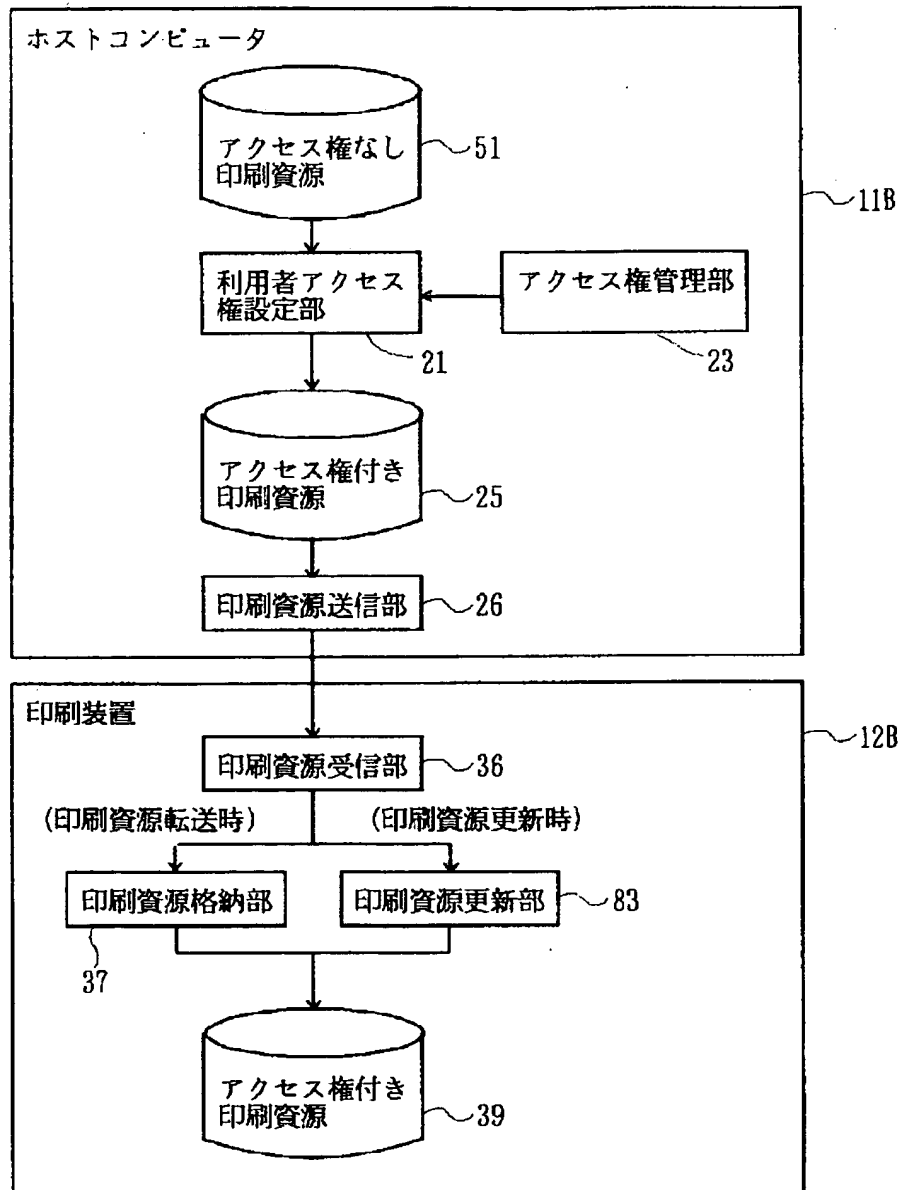 ホストコンピュータ
アクセス権なし
印刷資源
51
11B
利用者アクセス
権設定部
アクセス権管理部
21
23
アクセス権付き
印刷資源
25
印刷資源送信部
26
印刷装置
12B
印刷資源受信部
36
(印刷資源転送時)
(印刷資源更新時)
印刷資源格納部
印刷資源更新部
83
37
アクセス権付き
印刷資源
39